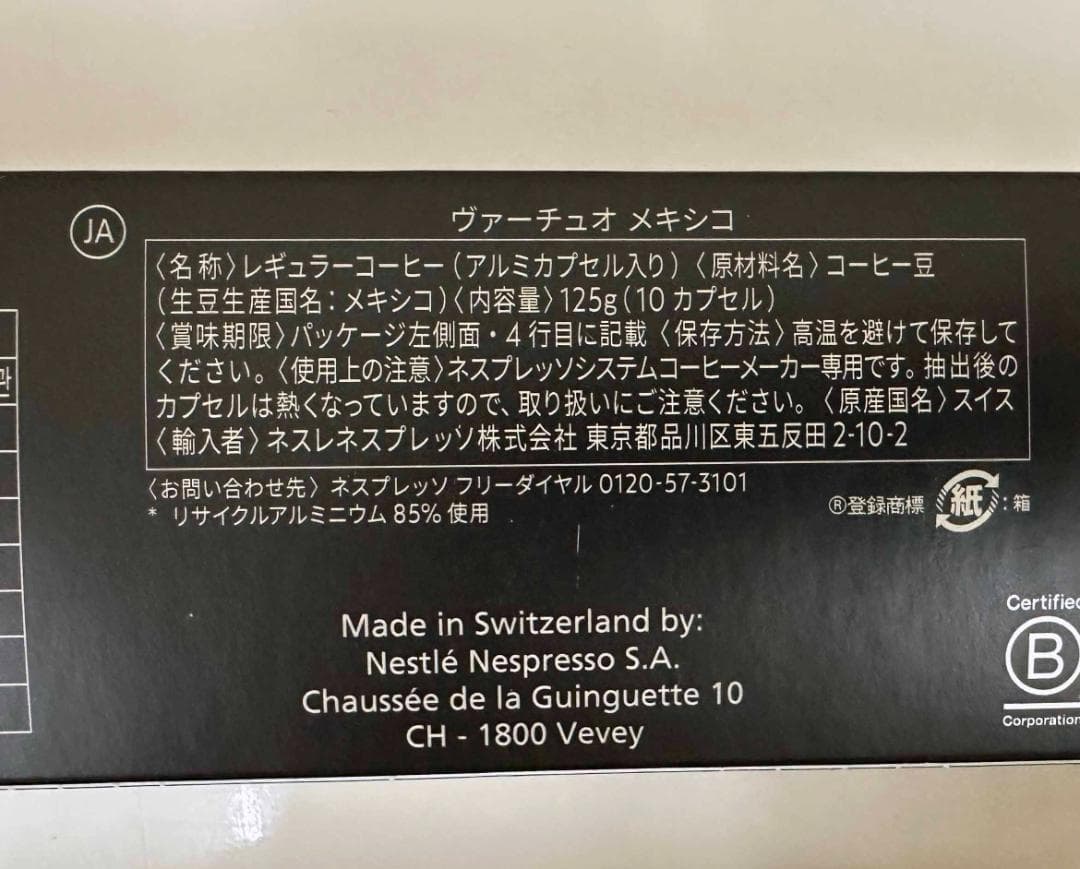 JA
ヴァーチュオ メキシコ
〈名称〉レギュラーコーヒー(アルミカプセル入り)〈原材料名〉コーヒー豆
(生豆生産国名:メキシコ)〈内容量〉125g(10 カプセル)
〈賞味期限〉パッケージ左側面・4 行目に記載〈保存方法〉高温を避けて保存して
ください。〈使用上の注意〉ネスプレッソシステムコーヒーメーカー専用です。抽出後の
カプセルは熱くなっていますので、取り扱いにご注意ください。〈原産国名〉スイス
〈輸入者〉ネスレネスプレッソ株式会社 東京都品川区東五反田 2-10-2
〈お問い合わせ先〉ネスプレッソ フリーダイヤル 0120-57-3101
* リサイクルアルミニウム 85% 使用
®登録商標 紙:箱
Made in Switzerland by:
Nestlé Nespresso S.A.
Chaussée de la Guinguette 10
CH - 1800 Vevey
Certified
B
Corporation